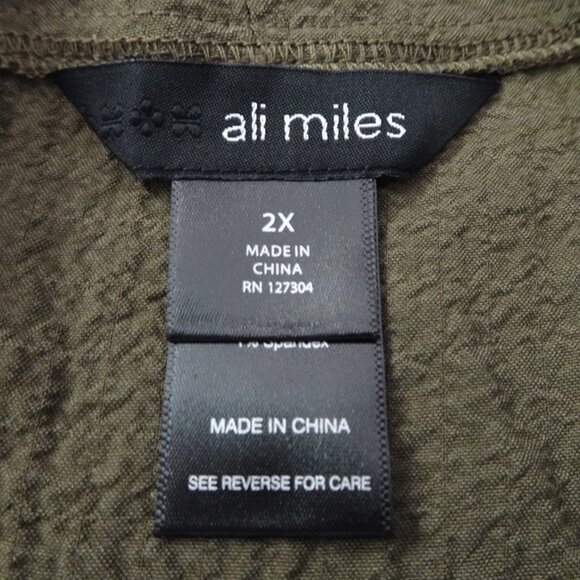 ali miles
2X
MADE IN
CHINA
RN 127304
1% Spandex
MADE IN CHINA
SEE REVERSE FOR CARE